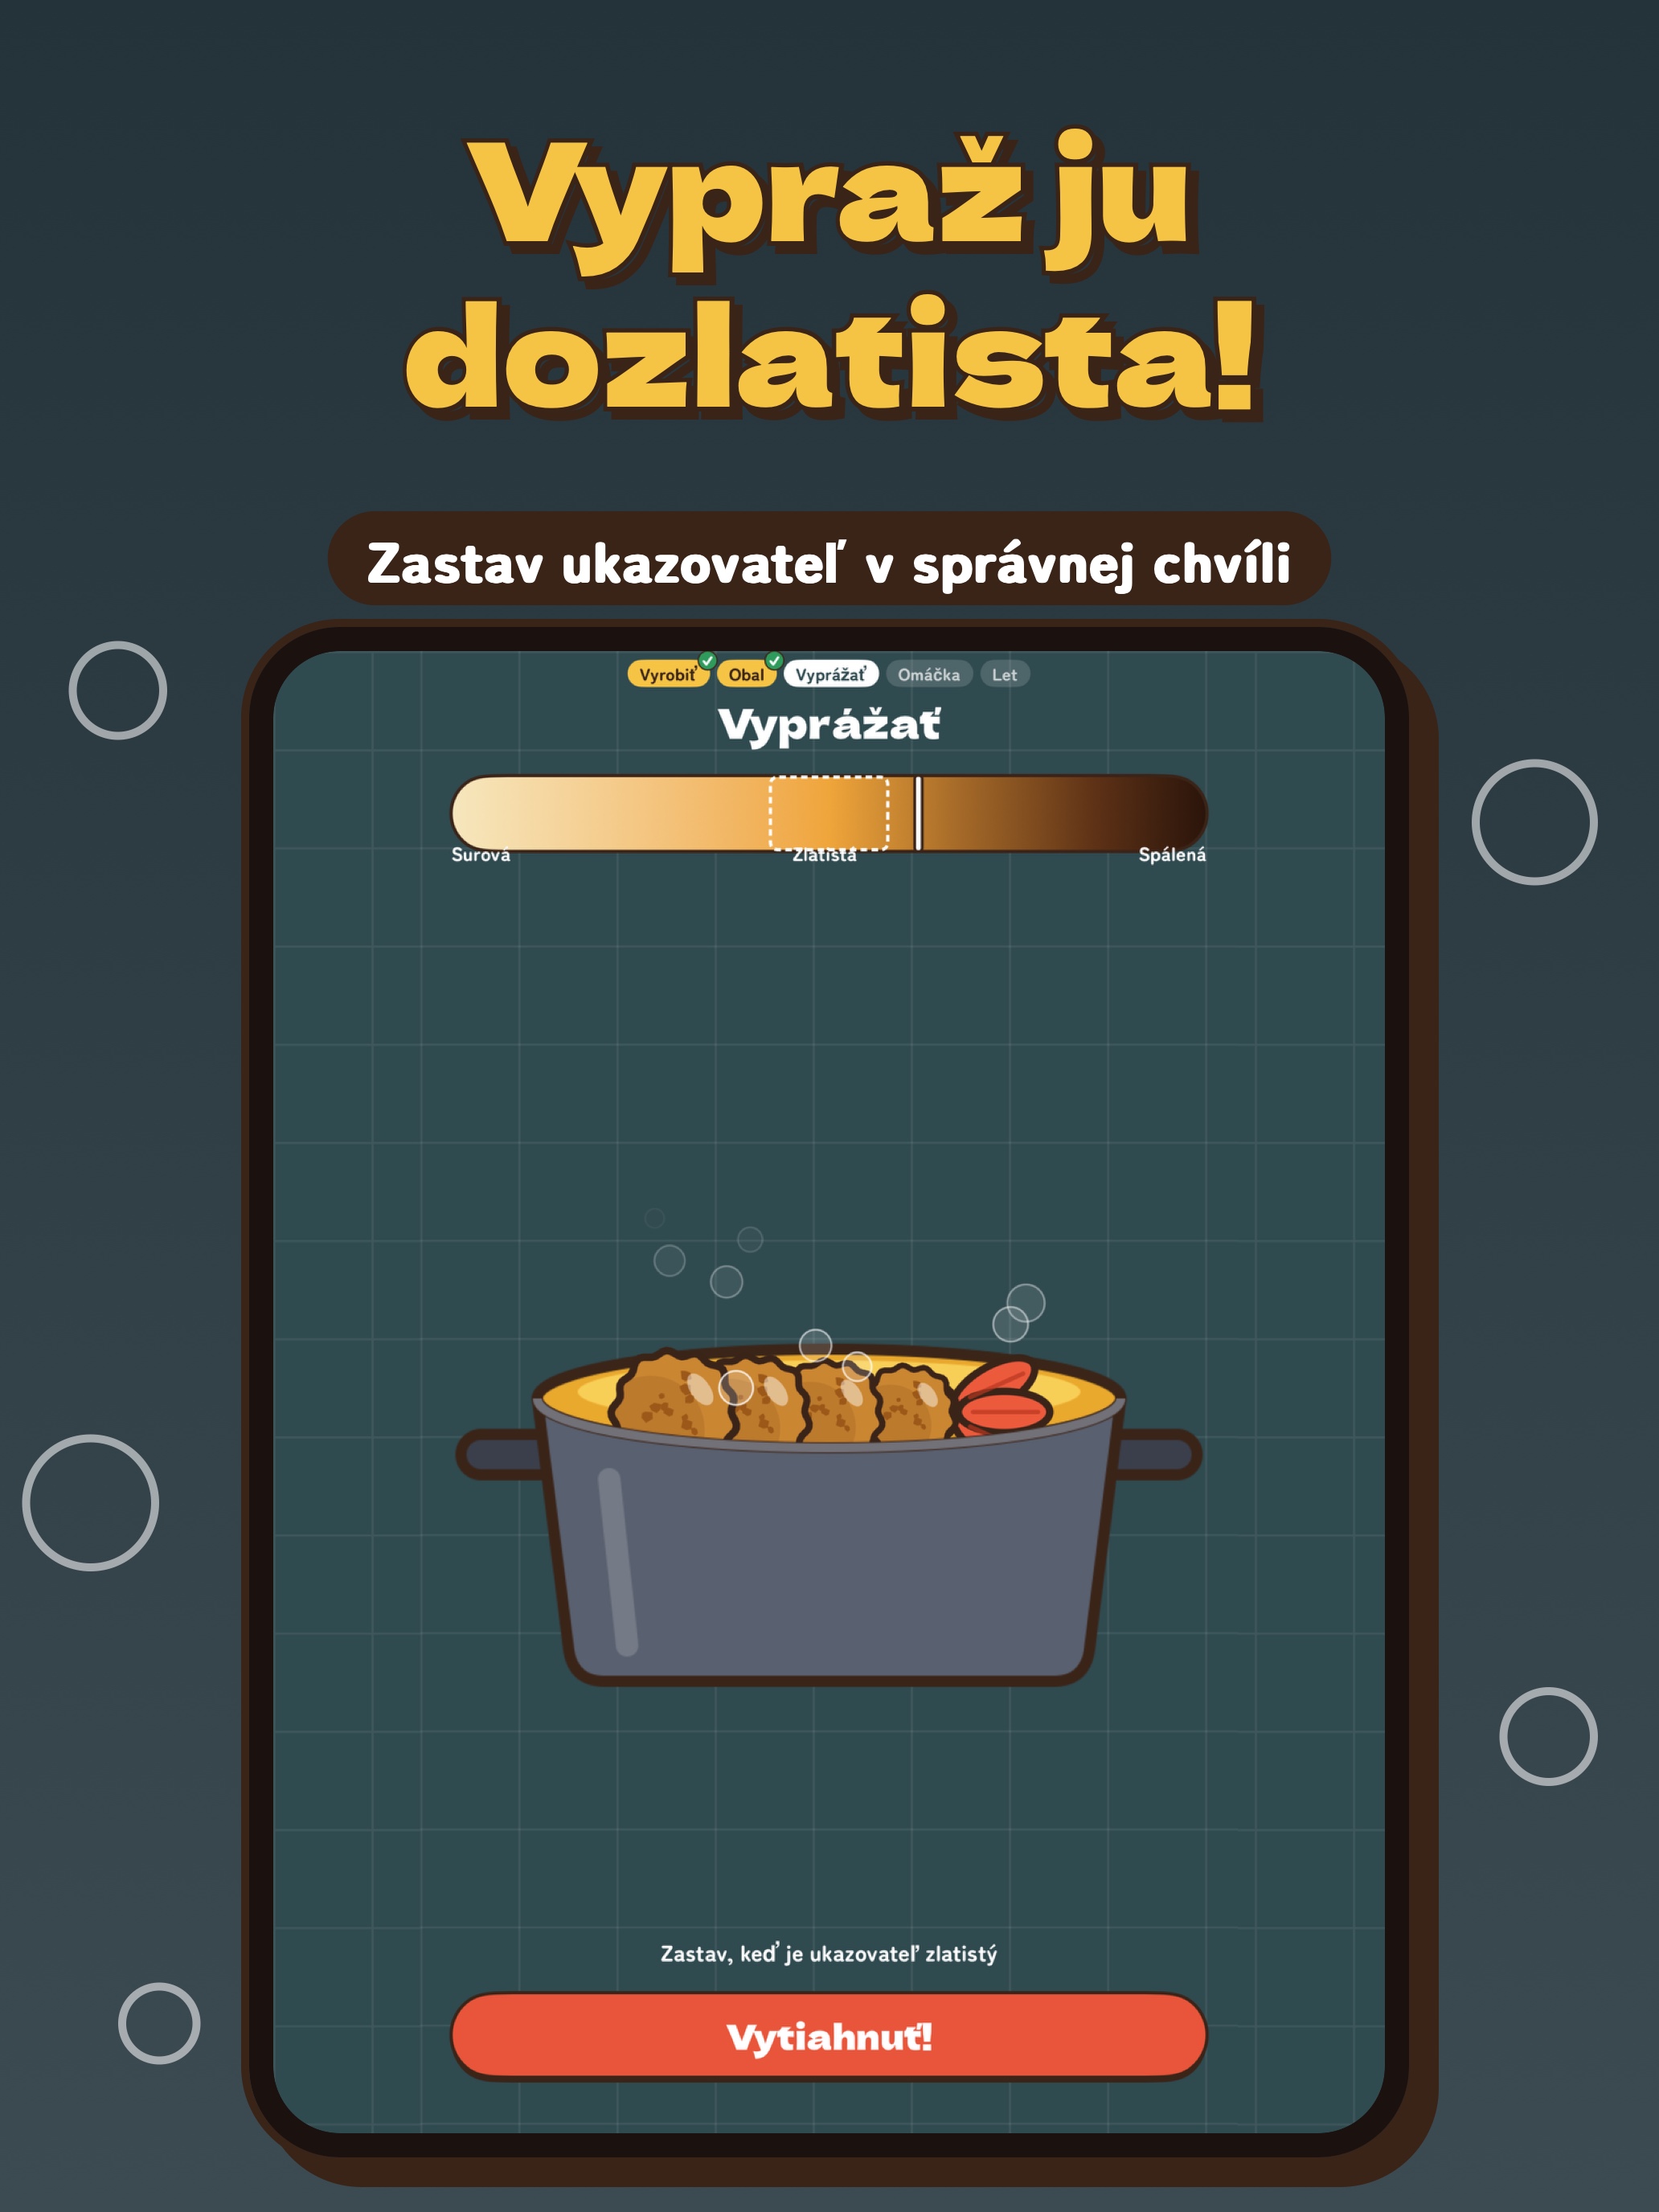 Vypraž ju
dozlatista!
Zastav ukazovateľ v správnej chvíli
Vyrobiť Obal Vyprážať Omáčka Let
Vyprážať
Surová Zlatistá Spálená
Zastav, keď je ukazovateľ zlatistý
Vytiahnuť!